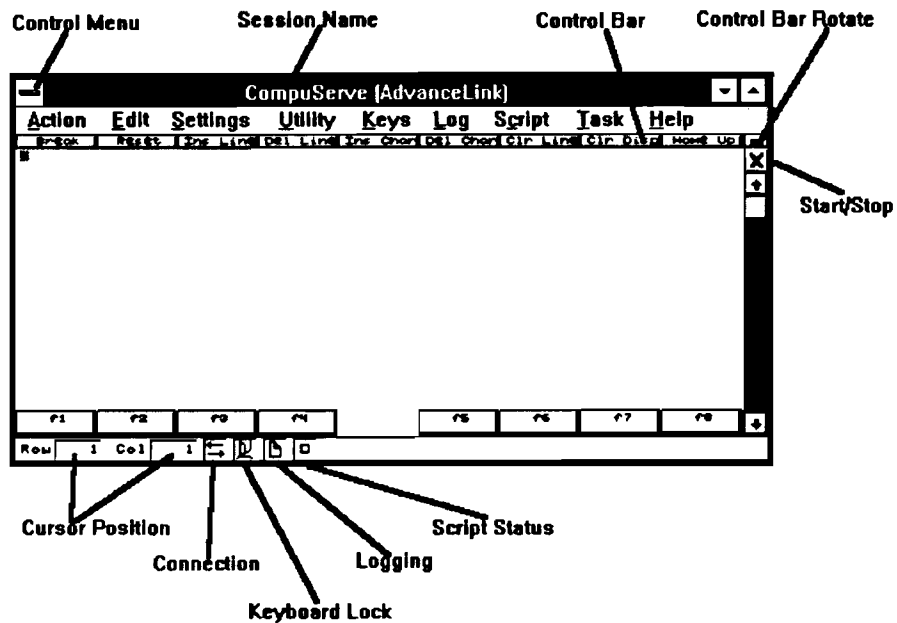 Control Menu Session Name Control Bar Control Bar Rotate
CompuServe (AdvanceLink)
Action Edit Settings Utility Keys Log Script Task Help
Break Reset Ins Line Del Line Ins Char Del Char Clr Line Clr Disp Home Up
Start/Stop
f1 f2 f3 f4 f5 f6 f7 f8
Row 1 Col 1
Cursor Position Script Status
Connection Logging
Keyboard Lock